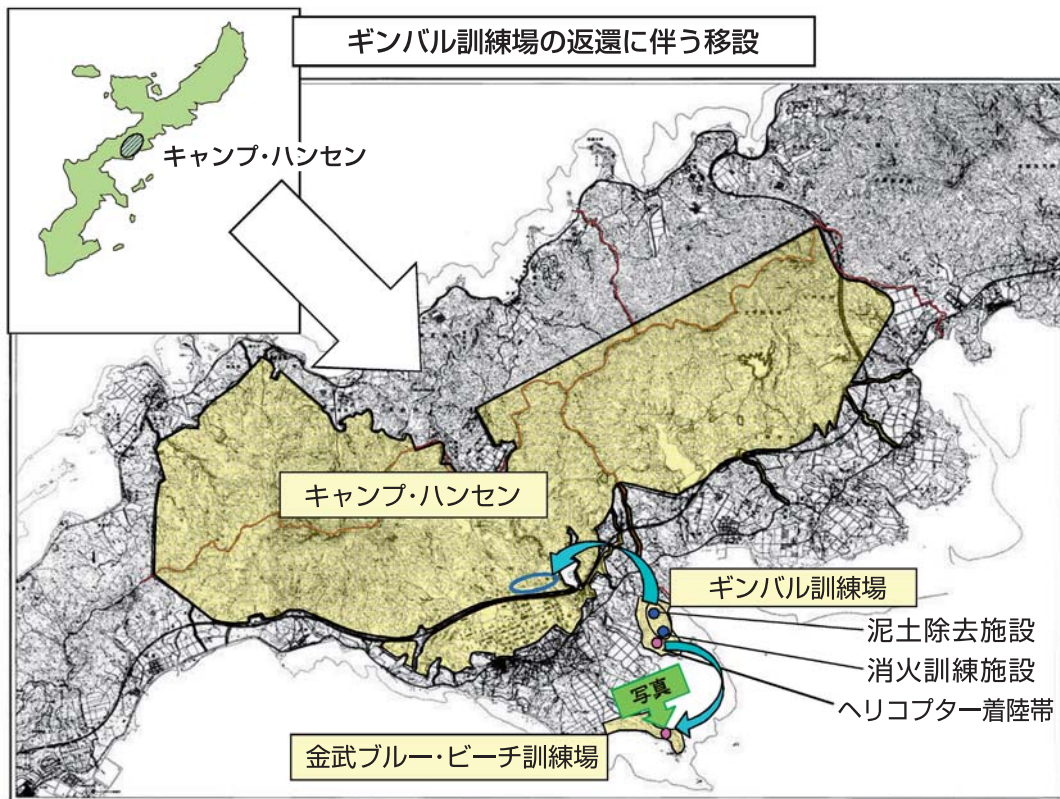 ギンバル訓練場の返還に伴う移設
キャンプ・ハンセン
キャンプ・ハンセン
ギンバル訓練場
泥土除去施設
消火訓練施設
ヘリコプター着陸帯
写真
金武ブルー・ビーチ訓練場